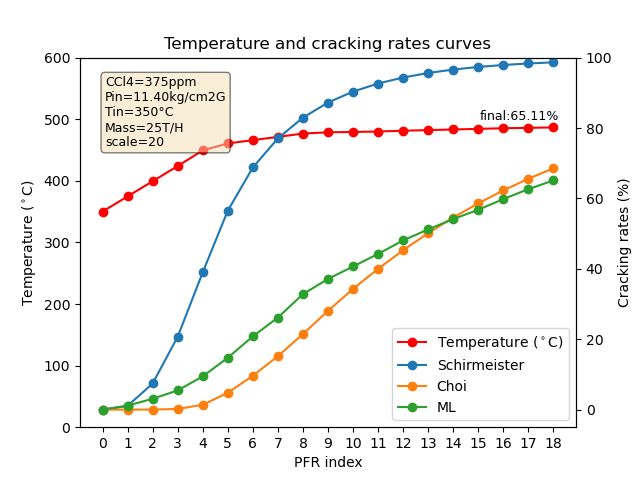 Temperature and cracking rates curves
600
500
400
300
200
100
0
Temperature (°C)
CCl4=375ppm
Pin=11.40kg/cm2G
Tin=350°C
Mass=25T/H
scale=20
final:65.11%
100
80
60
40
20
0
Cracking rates (%)
Temperature (°C)
Schirmeister
Choi
ML
0 1 2 3 4 5 6 7 8 9 10 11 12 13 14 15 16 17 18
PFR index